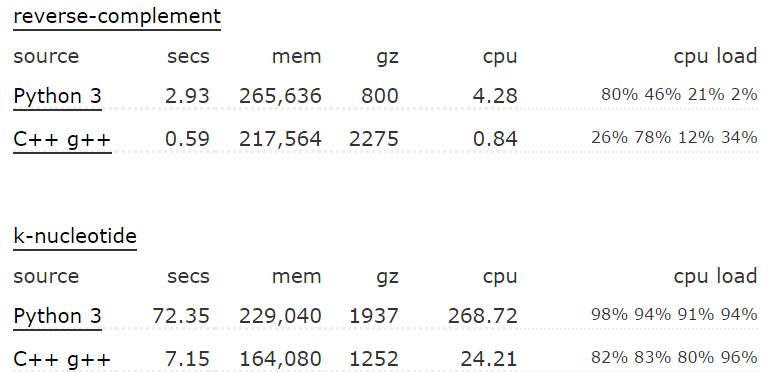 reverse-complement
source secs mem gz cpu cpu load
Python 3 2.93 265,636 800 4.28 80% 46% 21% 2%
C++ g++ 0.59 217,564 2275 0.84 26% 78% 12% 34%
k-nucleotide
source secs mem gz cpu cpu load
Python 3 72.35 229,040 1937 268.72 98% 94% 91% 94%
C++ g++ 7.15 164,080 1252 24.21 82% 83% 80% 96%